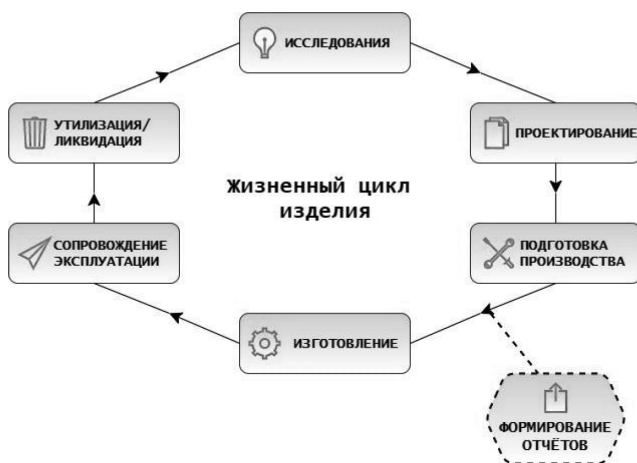 ИССЛЕДОВАНИЯ
ПРОЕКТИРОВАНИЕ
ПОДГОТОВКА
ПРОИЗВОДСТВА
ФОРМИРОВАНИЕ
ОТЧЁТОВ
ИЗГОТОВЛЕНИЕ
СОПРОВОЖДЕНИЕ
ЭКСПЛУАТАЦИИ
УТИЛИЗАЦИЯ/
ЛИКВИДАЦИЯ
Жизненный цикл
изделия